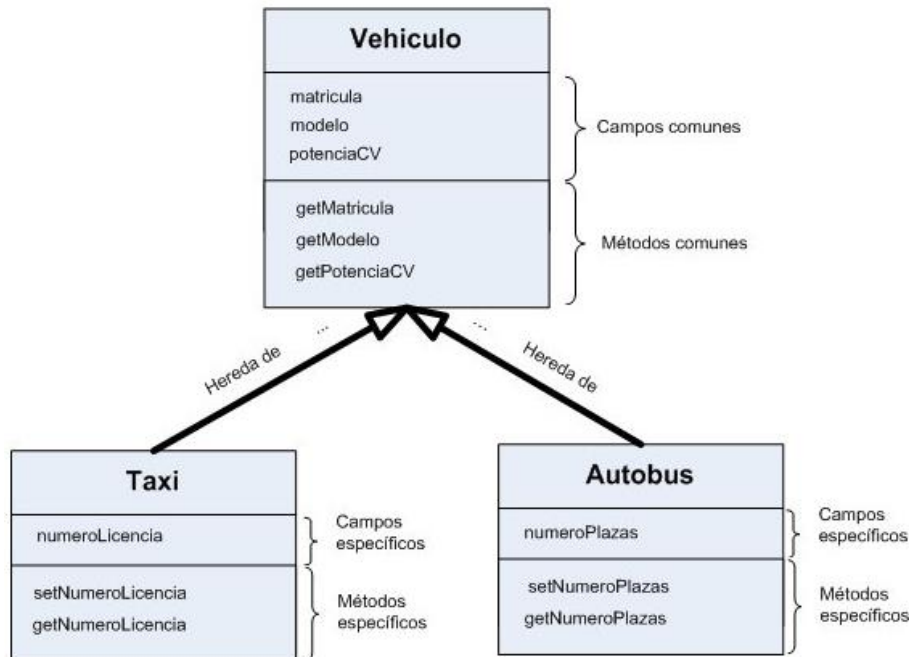 Vehiculo
matricula
modelo
potenciaCV
Campos comunes
getMatricula
getModelo
getPotenciaCV
Métodos comunes
...
...
Hereda de
Hereda de
Taxi
numeroLicencia
Campos
específicos
setNumeroLicencia
getNumeroLicencia
Métodos
específicos
Autobus
numeroPlazas
Campos
específicos
setNumeroPlazas
getNumeroPlazas
Métodos
específicos